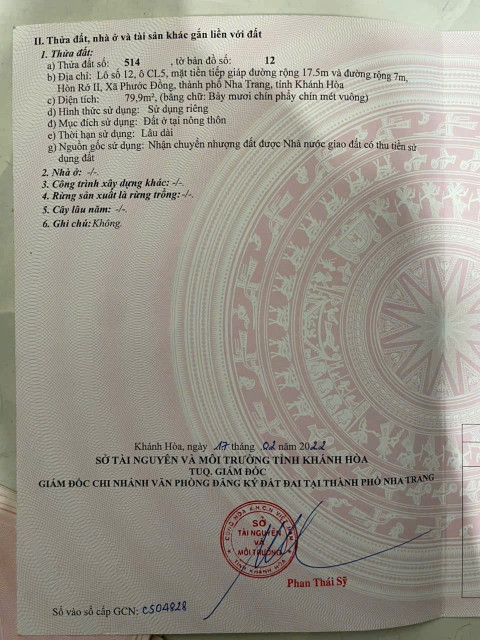 II. Thửa đất, nhà ở và tài sản khác gắn liền với đất
1. Thửa đất:
a) Thửa đất số: 514 , tờ bản đồ số: 12
b) Địa chỉ: Lô số 12, ô CL5, mặt tiền tiếp giáp đường rộng 17.5m và đường rộng 7m,
Hòn Rớ II, Xã Phước Đồng, thành phố Nha Trang, tỉnh Khánh Hòa
c) Diện tích: 79,9m², (bằng chữ: Bảy mươi chín phẩy chín mét vuông)
d) Hình thức sử dụng: Sử dụng riêng
đ) Mục đích sử dụng: Đất ở tại nông thôn
e) Thời hạn sử dụng: Lâu dài
g) Nguồn gốc sử dụng: Nhận chuyển nhượng đất được Nhà nước giao đất có thu tiền sử
dụng đất
2. Nhà ở: -/-
3. Công trình xây dựng khác: -/-
4. Rừng sản xuất là rừng trồng: -/-
5. Cây lâu năm: -/-
6. Ghi chú: Không.
Khánh Hòa, ngày 17 tháng 02 năm 2022
SỞ TÀI NGUYÊN VÀ MÔI TRƯỜNG TỈNH KHÁNH HÒA
TUQ. GIÁM ĐỐC
GIÁM ĐỐC CHI NHÁNH VĂN PHÒNG ĐĂNG KÝ ĐẤT ĐAI TẠI THÀNH PHỐ NHA TRANG
CỘNG HÒA X.H.C.N VIỆT NAM
SỞ
TÀI NGUYÊN
VÀ
MÔI TRƯỜNG
TỈNH KHÁNH HÒA
Phan Thái Sỹ
Số vào sổ cấp GCN: CS04828